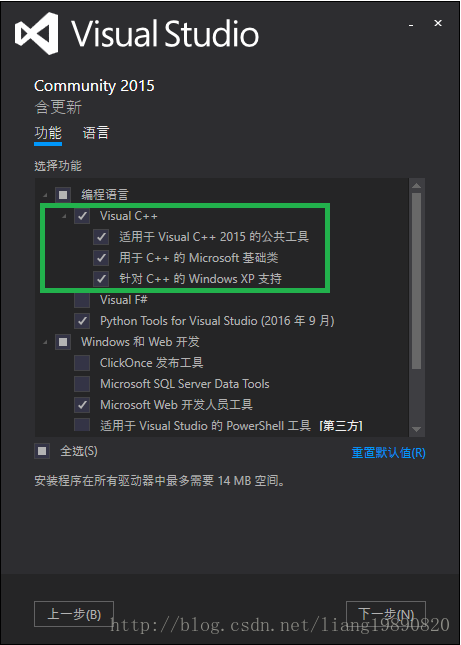 Visual Studio
Community 2015
含更新
功能 语言
选择功能
编程语言
Visual C++
适用于 Visual C++ 2015 的公共工具
用于 C++ 的 Microsoft 基础类
针对 C++ 的 Windows XP 支持
Visual F#
Python Tools for Visual Studio (2016 年 9 月)
Windows 和 Web 开发
ClickOnce 发布工具
Microsoft SQL Server Data Tools
Microsoft Web 开发人员工具
适用于 Visual Studio 的 PowerShell 工具 [第三方]
全选(S) 重置默认值(R)
安装程序在所有驱动器中最多需要 14 MB 空间。
上一步(B) 下一步(N)
http://blog.csdn.net/liang19890820